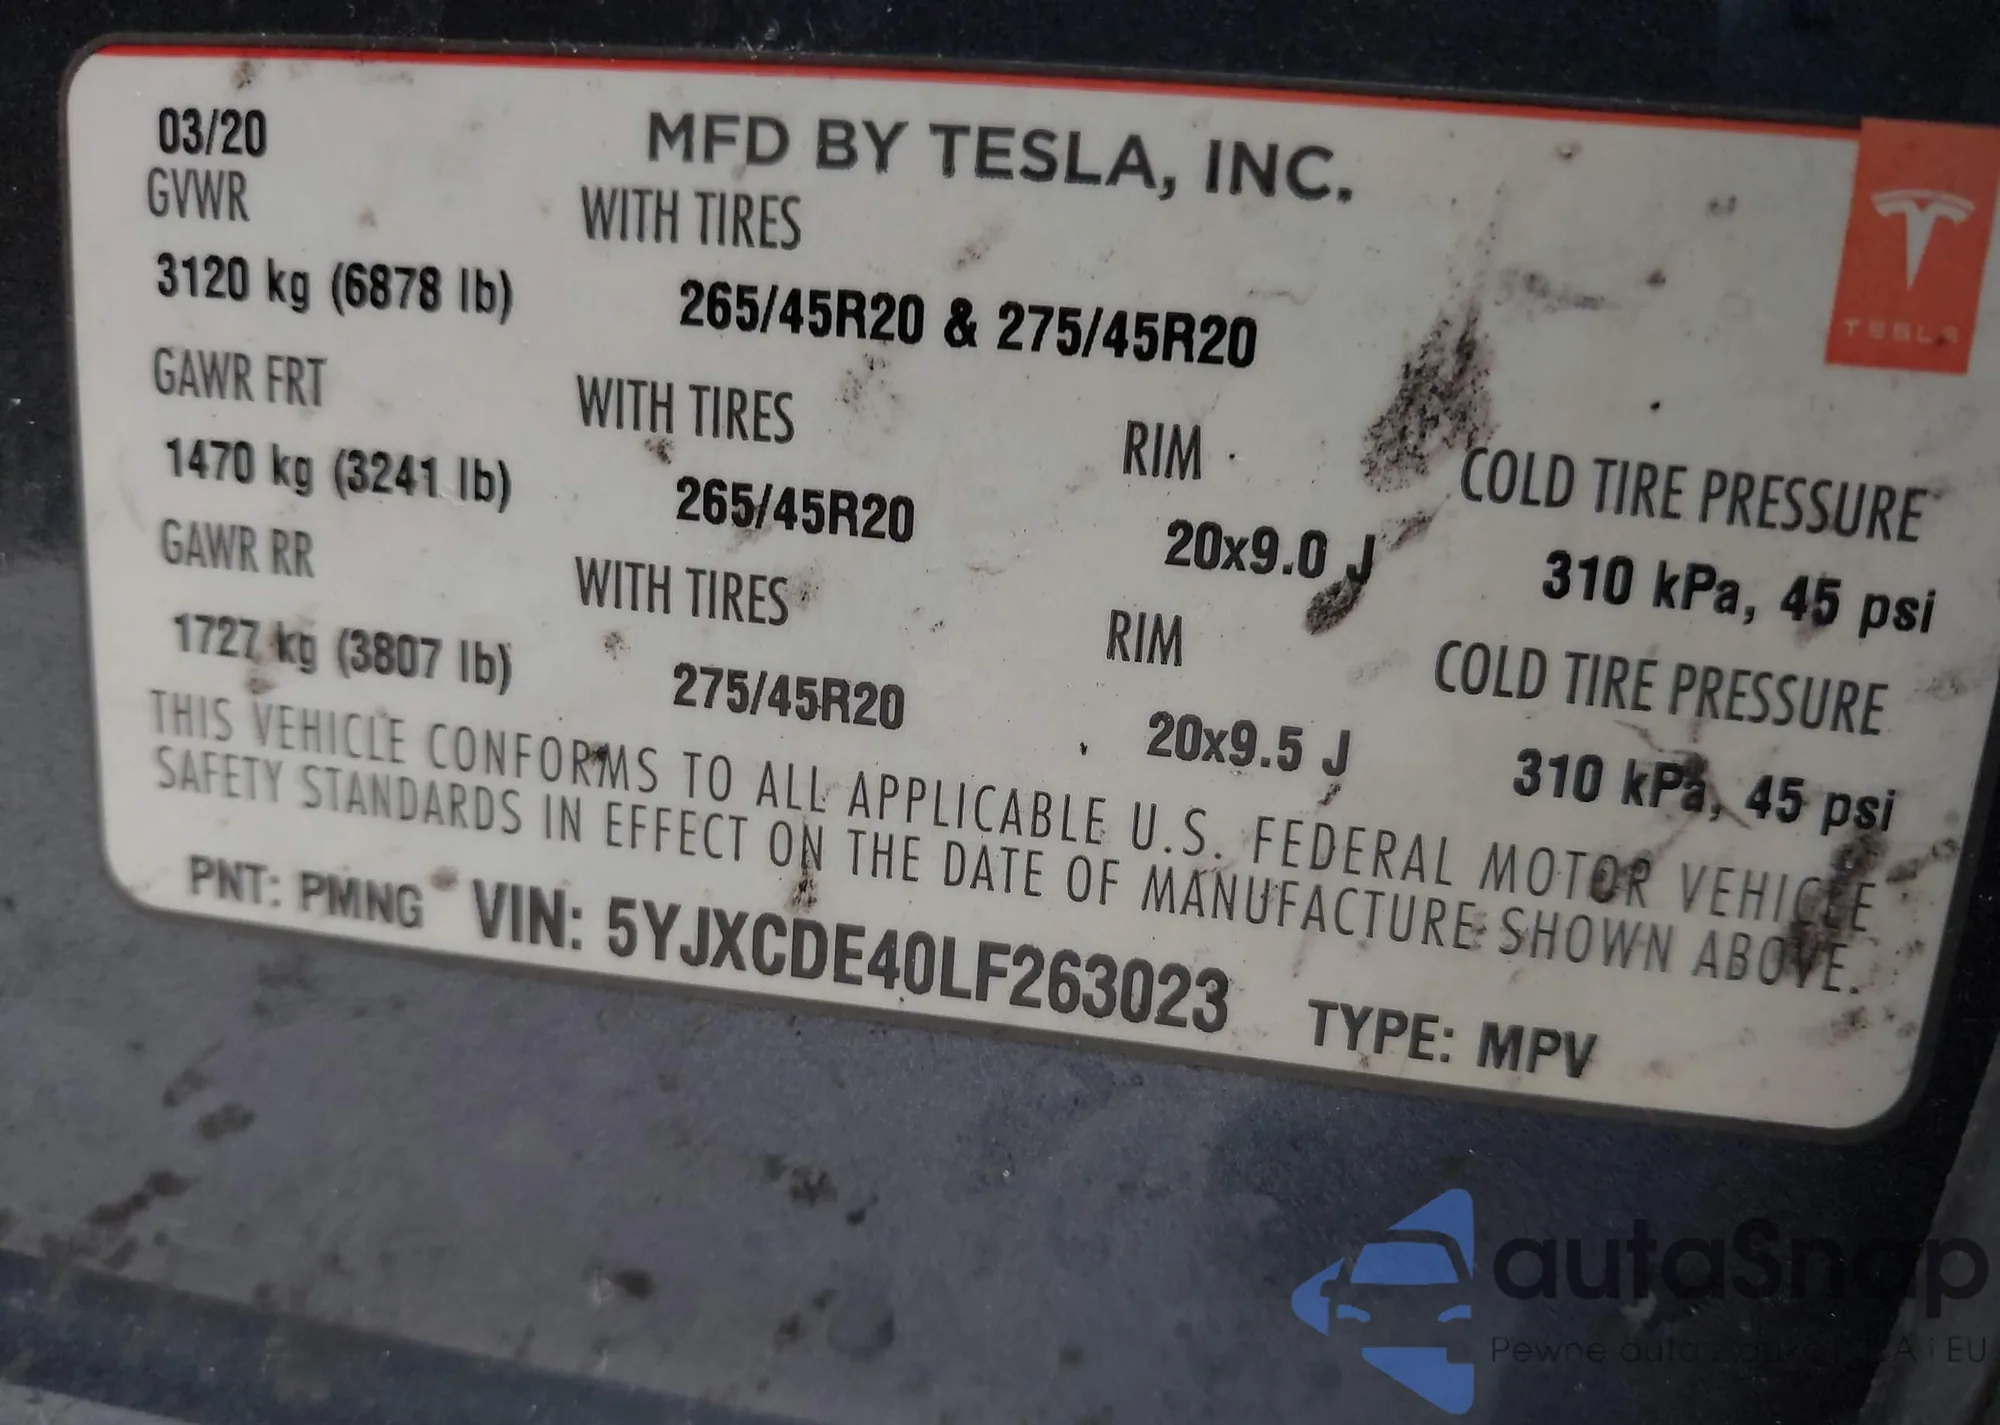 03/20 MFD BY TESLA, INC.
GVWR WITH TIRES
3120 kg (6878 lb) 265/45R20 & 275/45R20
TESLA
GAWR FRT WITH TIRES RIM COLD TIRE PRESSURE
1470 kg (3241 lb) 265/45R20 20x9.0 J 310 kPa, 45 psi
GAWR RR WITH TIRES RIM COLD TIRE PRESSURE
1727 kg (3807 lb) 275/45R20 20x9.5 J 310 kPa, 45 psi
THIS VEHICLE CONFORMS TO ALL APPLICABLE U.S. FEDERAL MOTOR VEHICLE
SAFETY STANDARDS IN EFFECT ON THE DATE OF MANUFACTURE SHOWN ABOVE.
PNT: PMNG VIN: 5YJXCDE40LF263023 TYPE: MPV
autaSnap
Pewne auta i EU